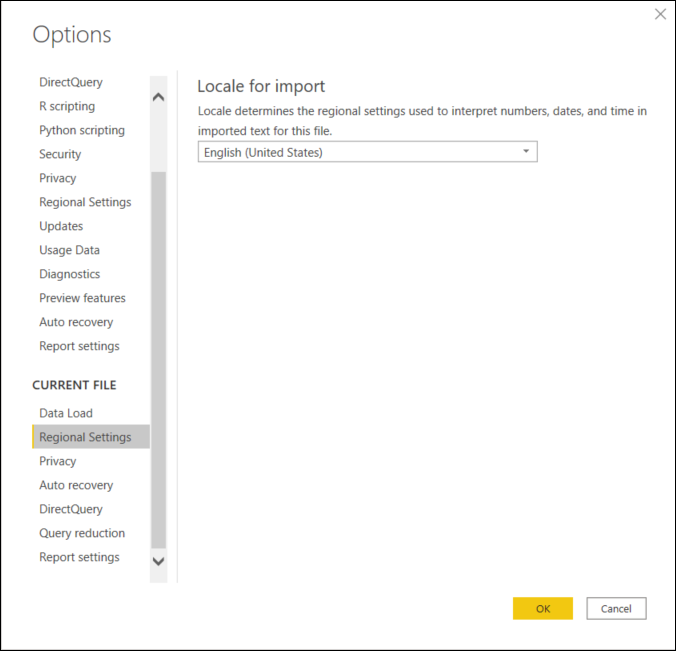 Options
DirectQuery
R scripting
Python scripting
Security
Privacy
Regional Settings
Updates
Usage Data
Diagnostics
Preview features
Auto recovery
Report settings
CURRENT FILE
Data Load
Regional Settings
Privacy
Auto recovery
DirectQuery
Query reduction
Report settings
Locale for import
Locale determines the regional settings used to interpret numbers, dates, and time in
imported text for this file.
English (United States)
OK
Cancel